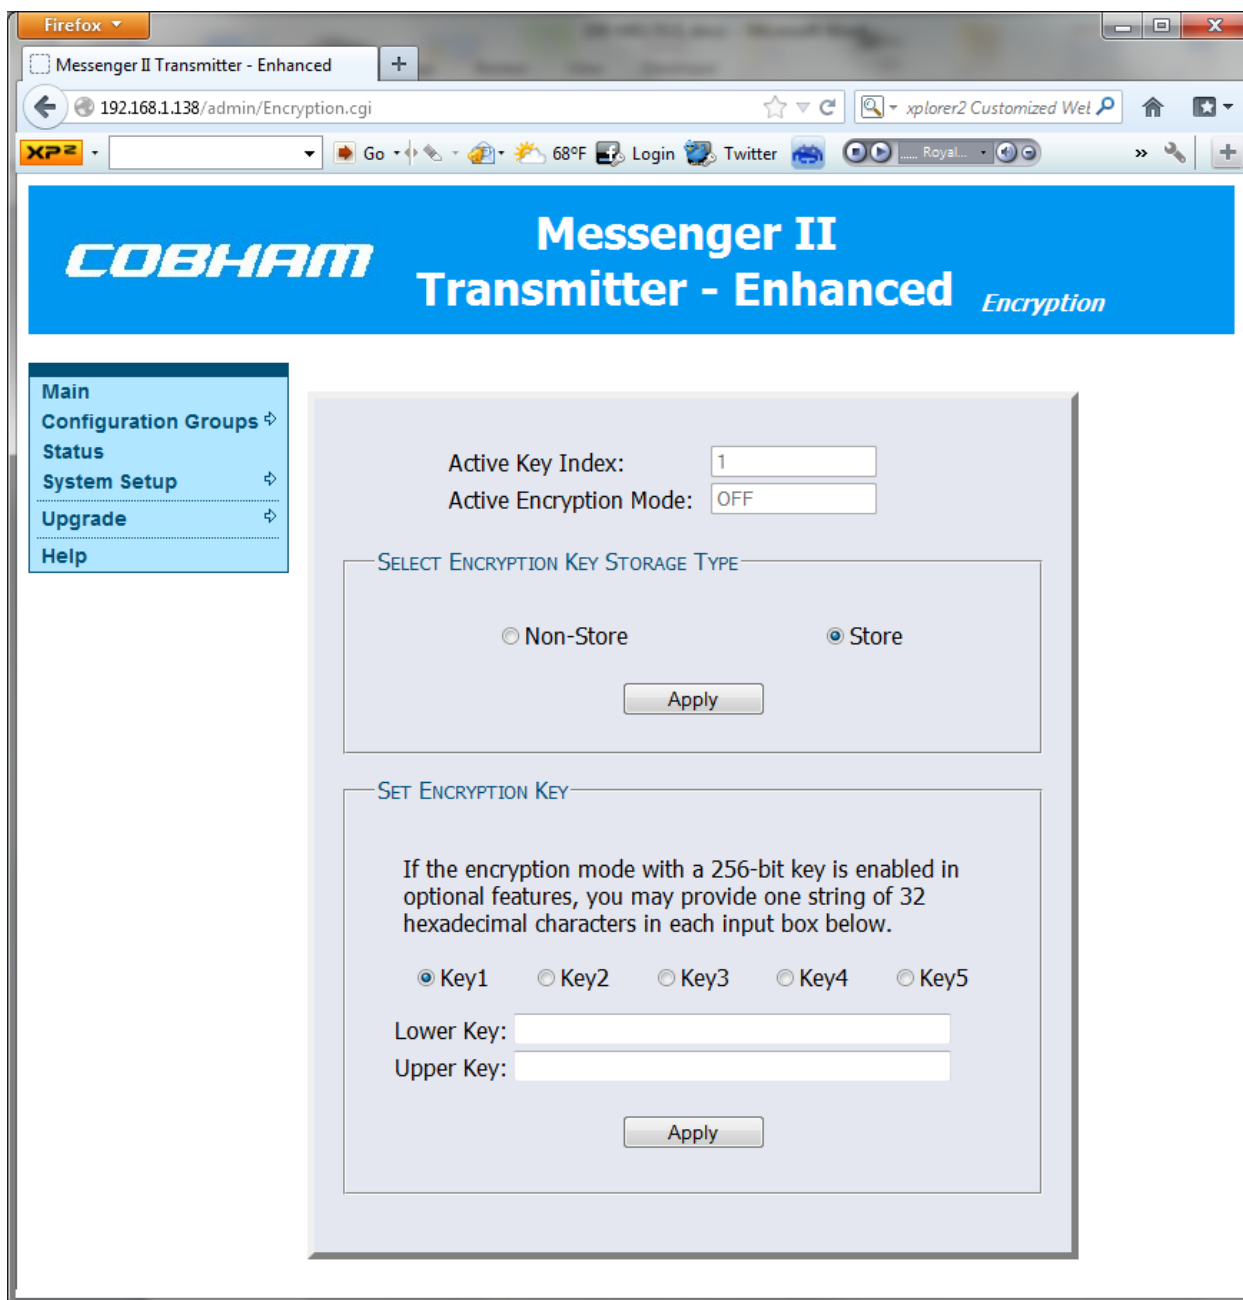 Firefox
Messenger II Transmitter - Enhanced
192.168.1.138/admin/Encryption.cgi
xplorer2 Customized Wel
XP2
Go
68°F
Login
Twitter
..... Royal...
»
COBHAM
Messenger II
Transmitter - Enhanced
Encryption
Main
Configuration Groups
Status
System Setup
Upgrade
Help
Active Key Index: 1
Active Encryption Mode: OFF
SELECT ENCRYPTION KEY STORAGE TYPE
Non-Store Store
Apply
SET ENCRYPTION KEY
If the encryption mode with a 256-bit key is enabled in
optional features, you may provide one string of 32
hexadecimal characters in each input box below.
Key1 Key2 Key3 Key4 Key5
Lower Key:
Upper Key:
Apply